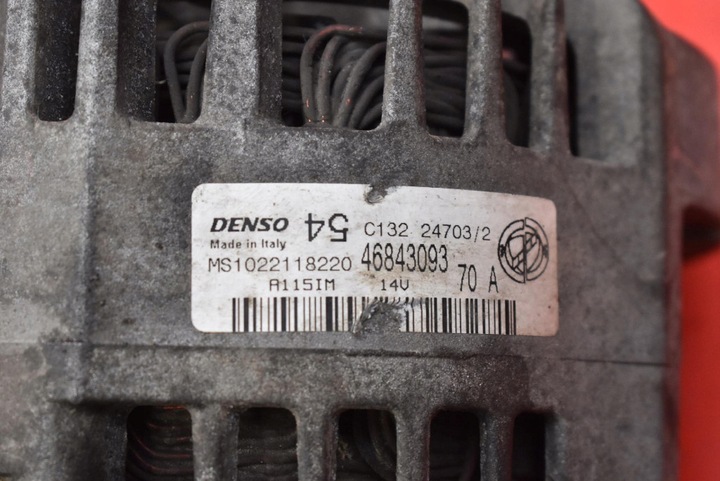 DENSO 54 C132 24703/2
Made in Italy
MS1022118220 46843093 70 A
A115IM 14V